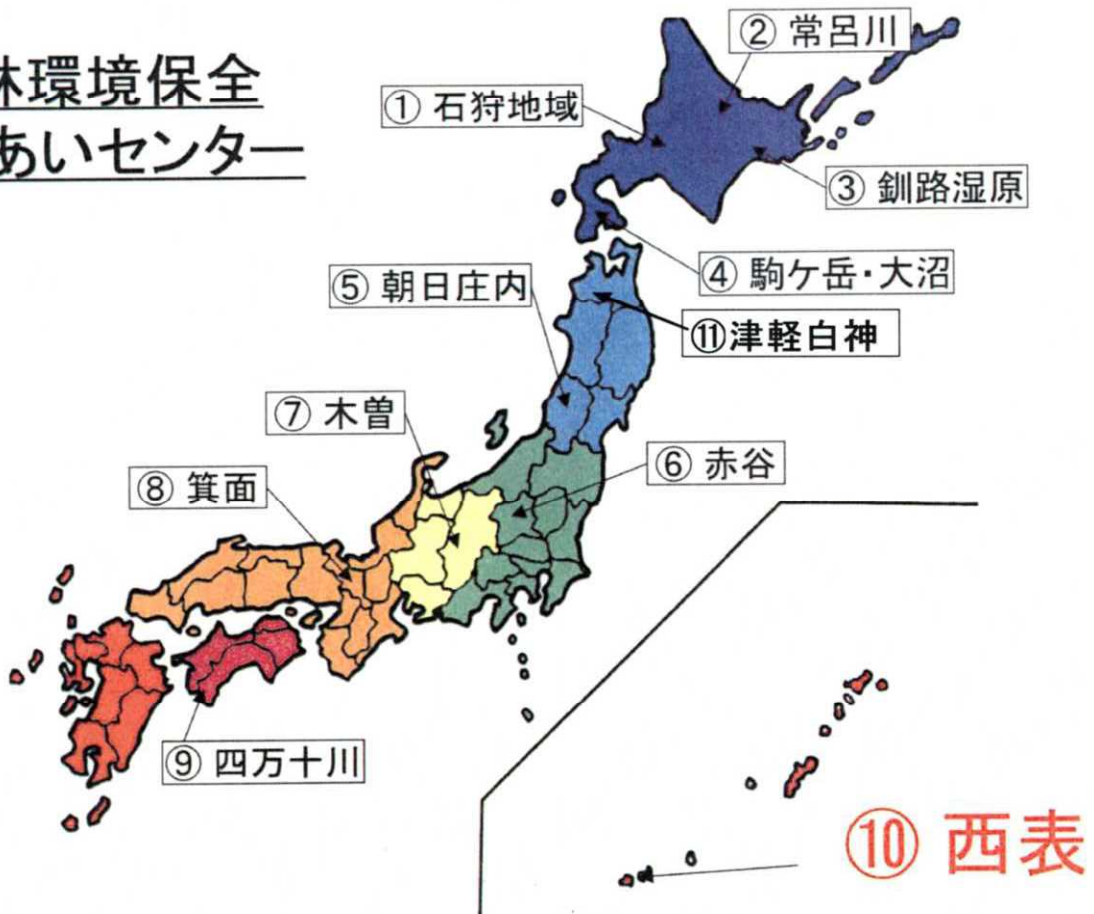 林環境保全
あいセンター
② 常呂川
① 石狩地域
③ 釧路湿原
④ 駒ケ岳・大沼
⑤ 朝日庄内
⑪津軽白神
⑦ 木曽
⑥ 赤谷
⑧ 箕面
⑨ 四万十川
⑩ 西表